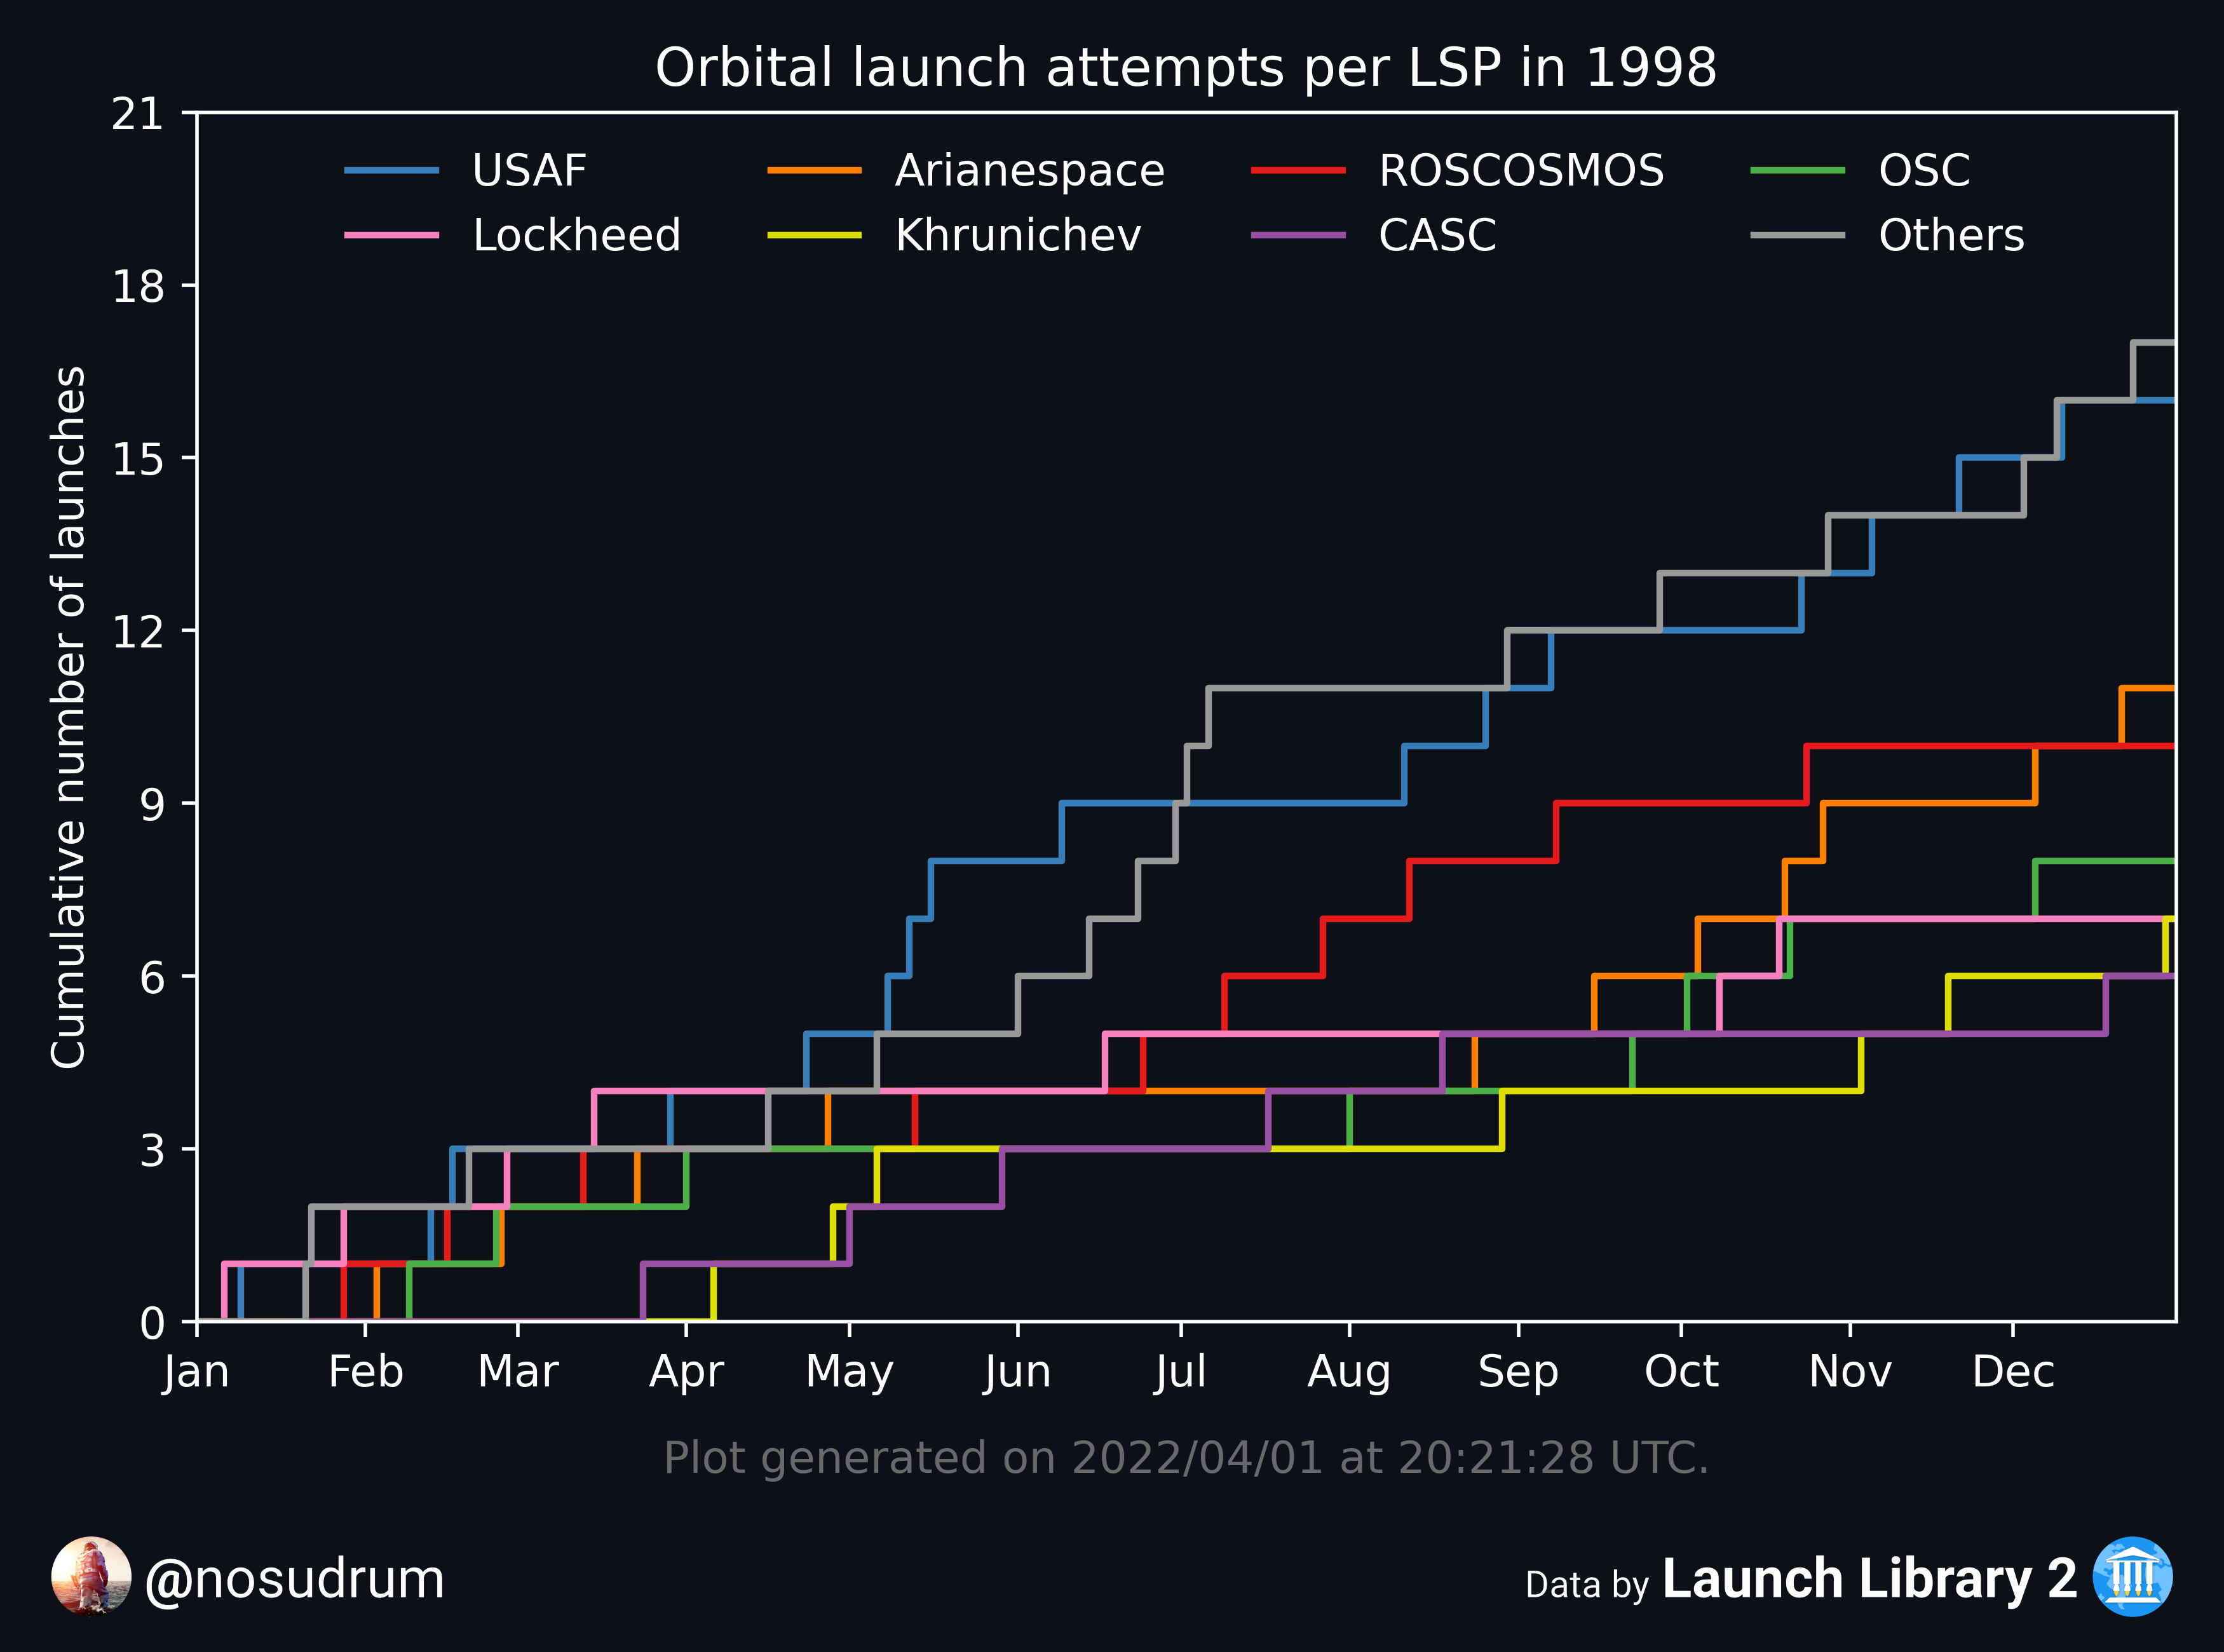 Orbital launch attempts per LSP in 1998
21
18
15
12
9
6
3
0
Cumulative number of launches
USAF Arianespace ROSCOSMOS OSC
Lockheed Khrunichev CASC Others
Jan Feb Mar Apr May Jun Jul Aug Sep Oct Nov Dec
Plot generated on 2022/04/01 at 20:21:28 UTC.
@nosudrum
Data by Launch Library 2